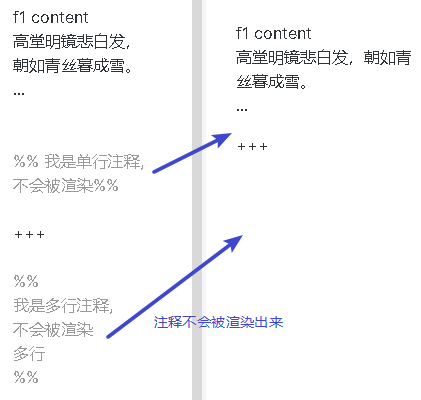 f1 content
高堂明镜悲白发，
朝如青丝暮成雪。
...
%% 我是单行注释,
不会被渲染%%
+++
%%
我是多行注释,
不会被渲染
多行
%%
f1 content
高堂明镜悲白发，朝如青
丝暮成雪。
...
+++
注释不会被渲染出来